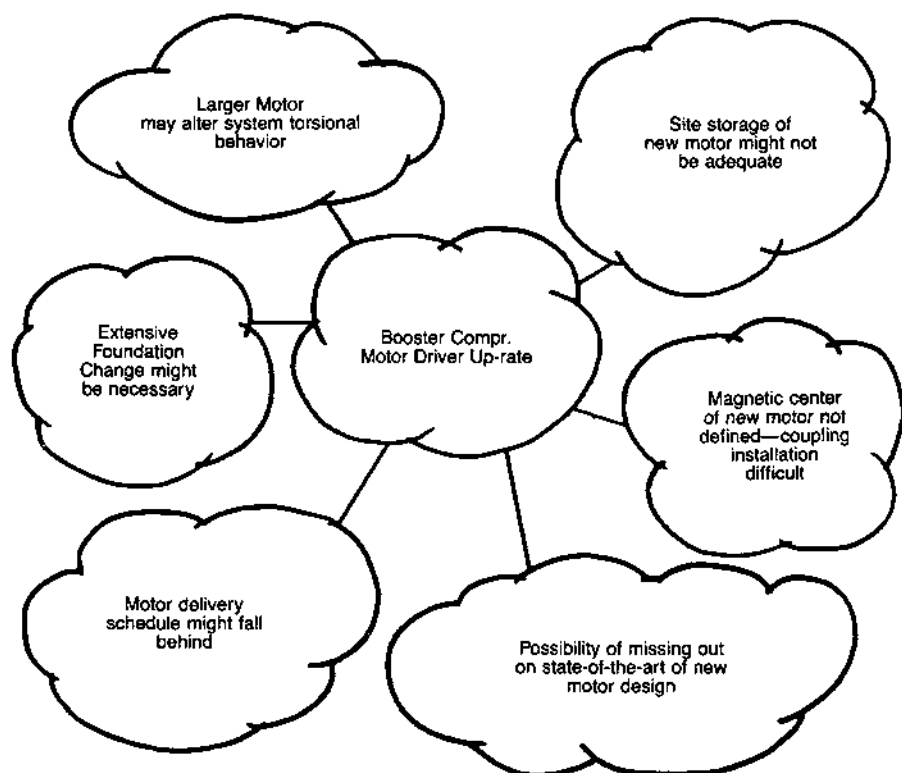 Larger Motor
may alter system torsional
behavior
Site storage of
new motor might not
be adequate
Extensive
Foundation
Change might
be necessary
Booster Compr.
Motor Driver Up-rate
Magnetic center
of new motor not
defined—coupling
installation
difficult
Motor delivery
schedule might fall
behind
Possibility of missing out
on state-of-the-art of new
motor design